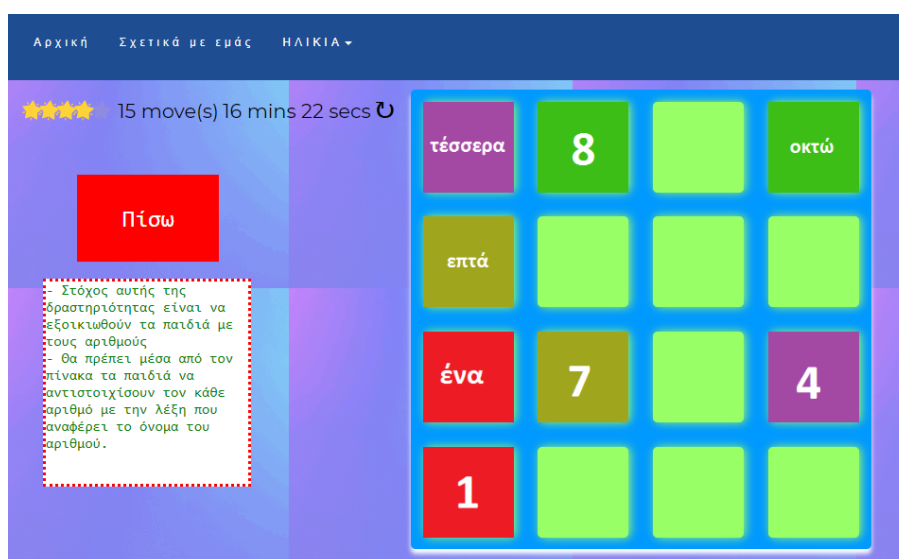 Αρχική Σχετικά με εμάς ΗΛΙΚΙΑ
15 move(s) 16 mins 22 secs
Πίσω
- Στόχος αυτής της
δραστηριότητας είναι να
εξοικιωθούν τα παιδιά με
τους αριθμούς
- Θα πρέπει μέσα από τον
πίνακα τα παιδιά να
αντιστοιχίσουν τον κάθε
αριθμό με την λέξη που
αναφέρει το όνομα του
αριθμού.
τέσσερα 8 οκτώ
επτά
ένα 7 4
1